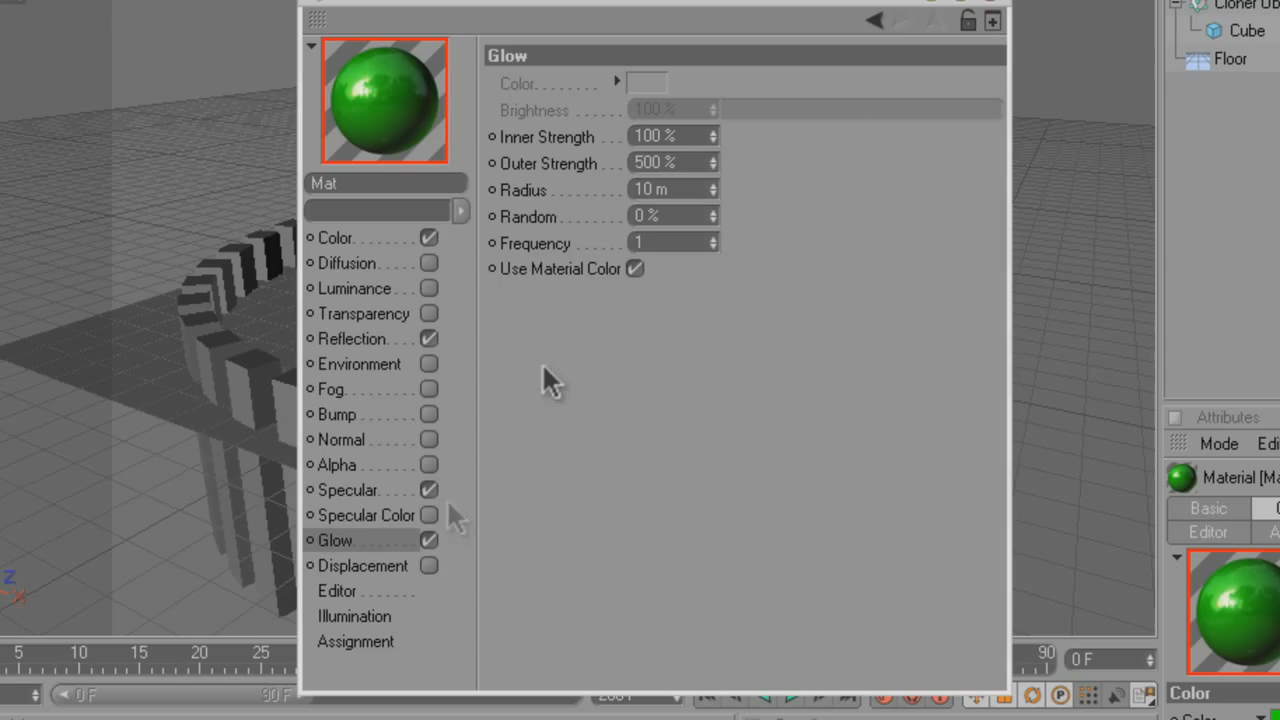 Cloner Ob
Cube
Floor
Glow
Color
Brightness 100 %
Inner Strength 100 %
Outer Strength 500 %
Radius 10 m
Random 0 %
Frequency 1
Use Material Color
Mat
Color
Diffusion
Luminance
Transparency
Reflection
Environment
Fog
Bump
Normal
Alpha
Specular
Specular Color
Glow
Displacement
Editor
Illumination
Assignment
Attributes
Mode Edi
Material [Ma
Basic
Editor A
Z
X
5 10 15 20 25 90 0 F
0 F 90 F
Color
Color